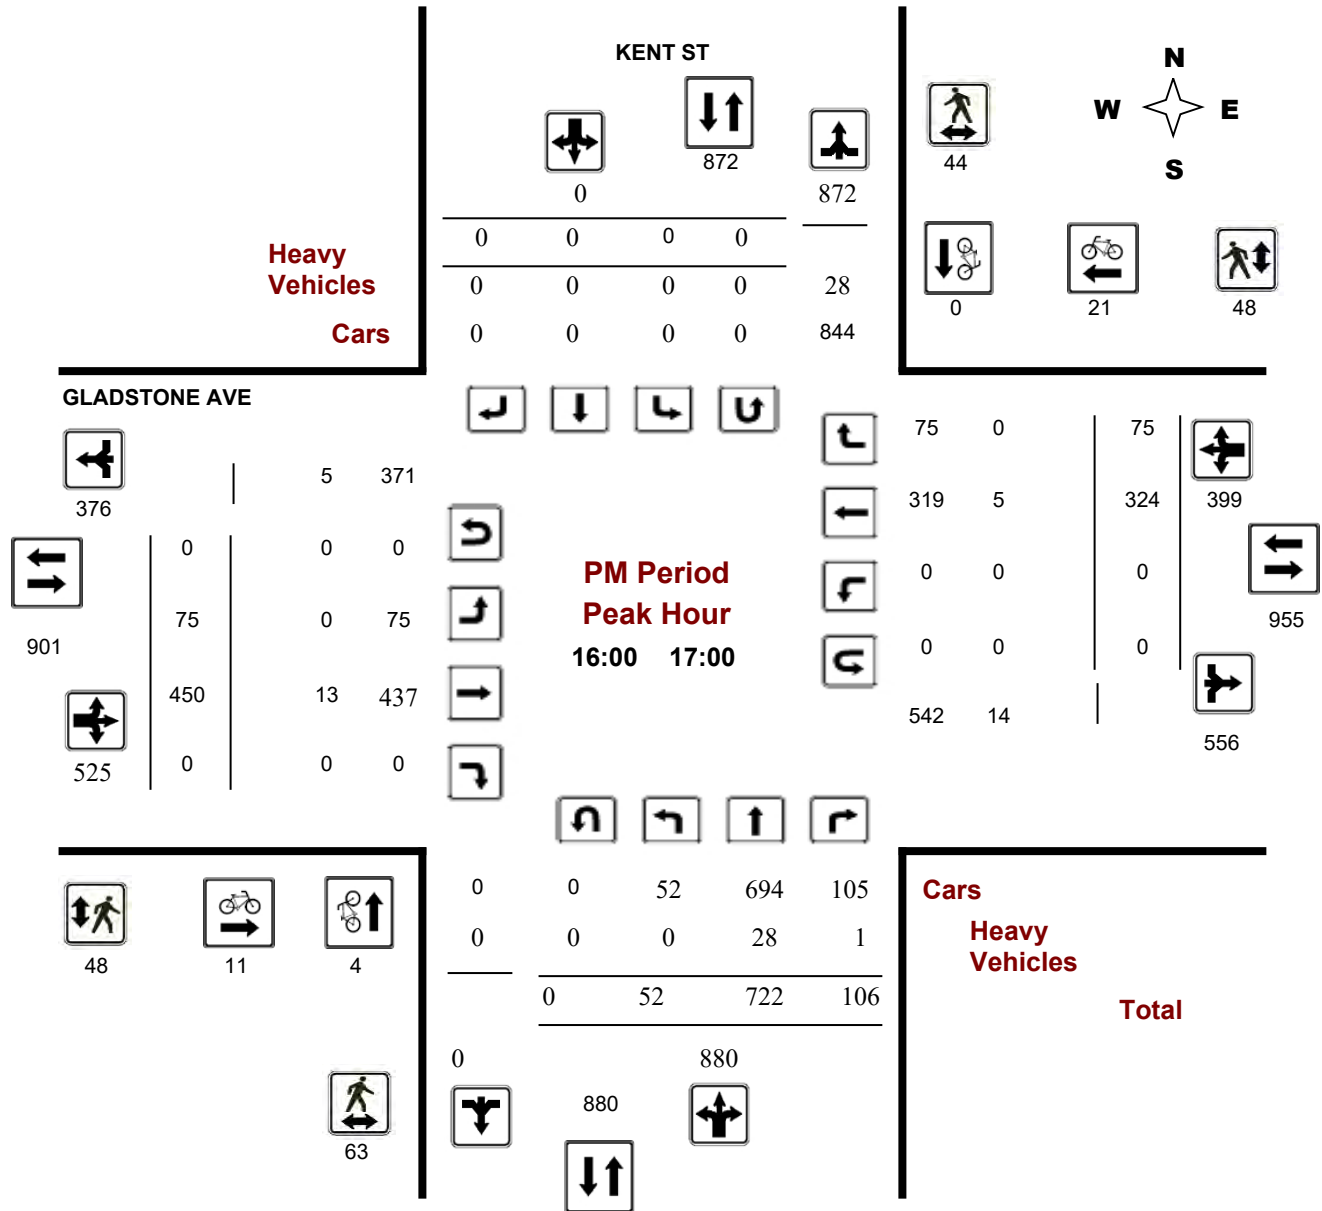 KENT ST
N
W E
S
872
44
0 872
0 0 0 0
Heavy
Vehicles
0 0 0 0 28
Cars
0 0 0 0 844
0 21 48
GLADSTONE AVE
75 0 75
5 371
376
319 5 324 399
0 0 0
PM Period
0 0 0
Peak Hour
75 0 75
955
901
16:00 17:00
0 0 0
450 13 437
542 14
556
525
0 0 0
0 0 52 694 105
Cars
0 0 0 28 1
Heavy
Vehicles
48 11 4
0 52 722 106
Total
0 880
880
63